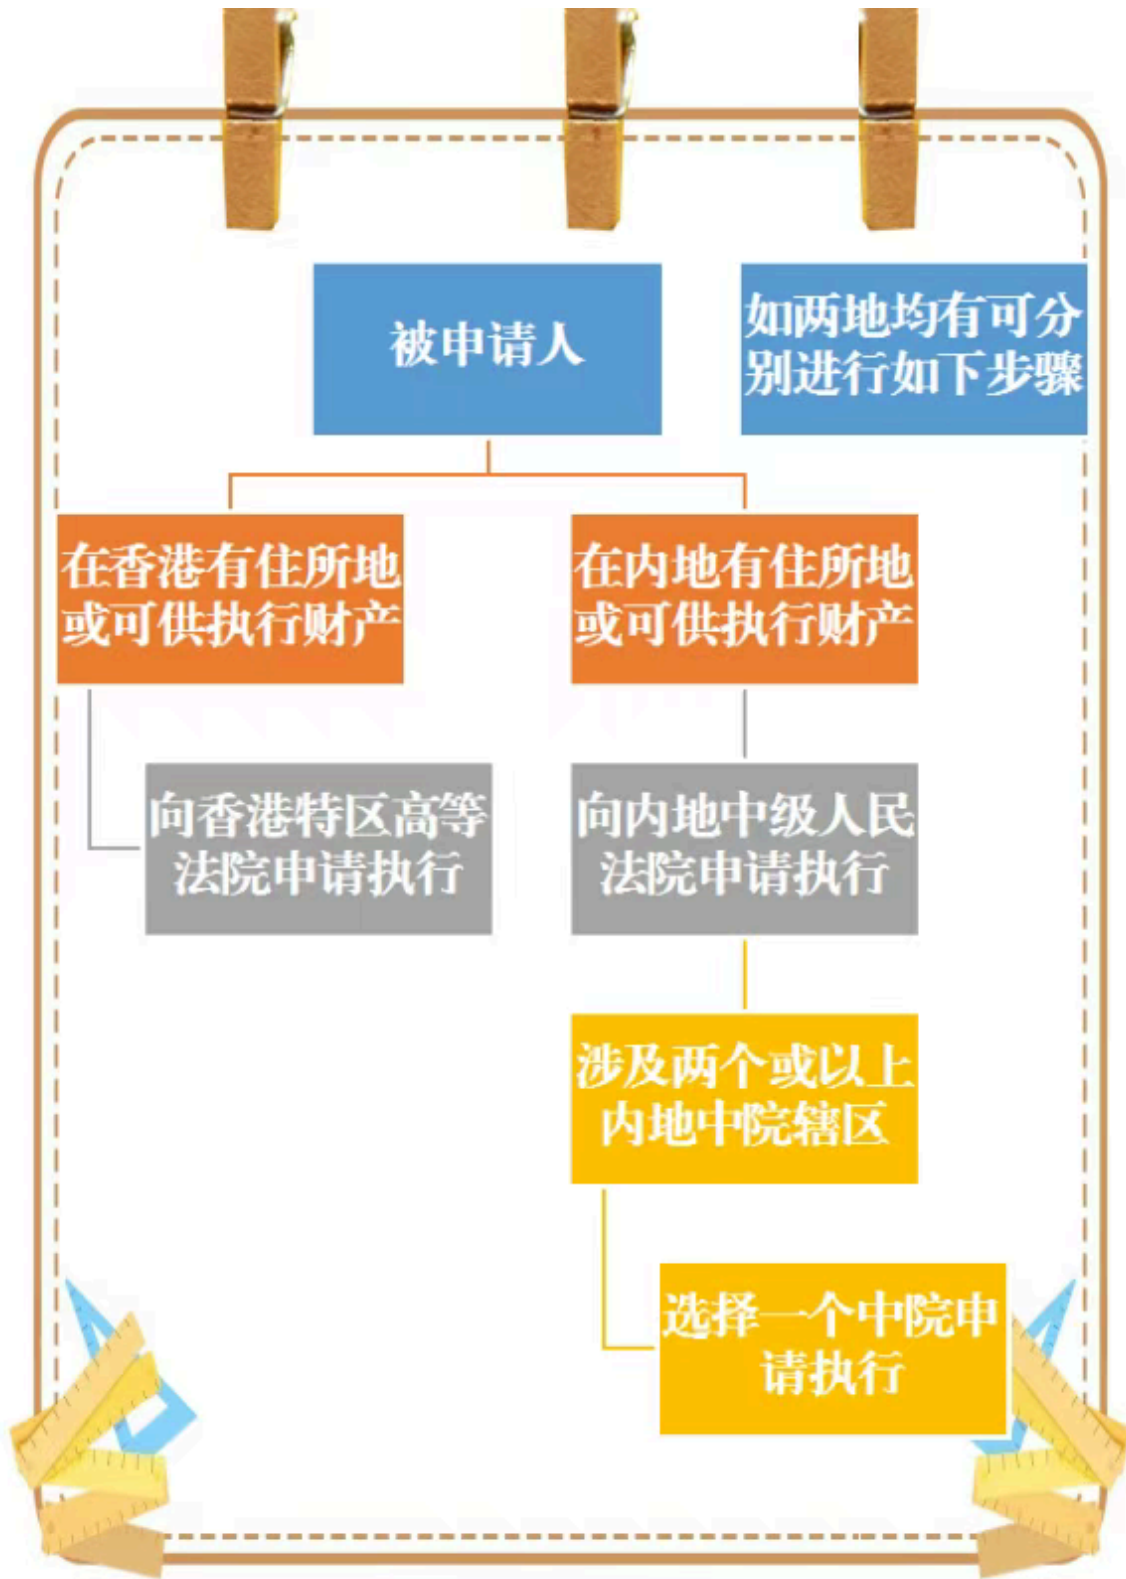 被申请人
如两地均有可分
别进行如下步骤
在香港有住所地
或可供执行财产
在内地有住所地
或可供执行财产
向香港特区高等
法院申请执行
向内地中级人民
法院申请执行
涉及两个或以上
内地中院辖区
选择一个中院申
请执行